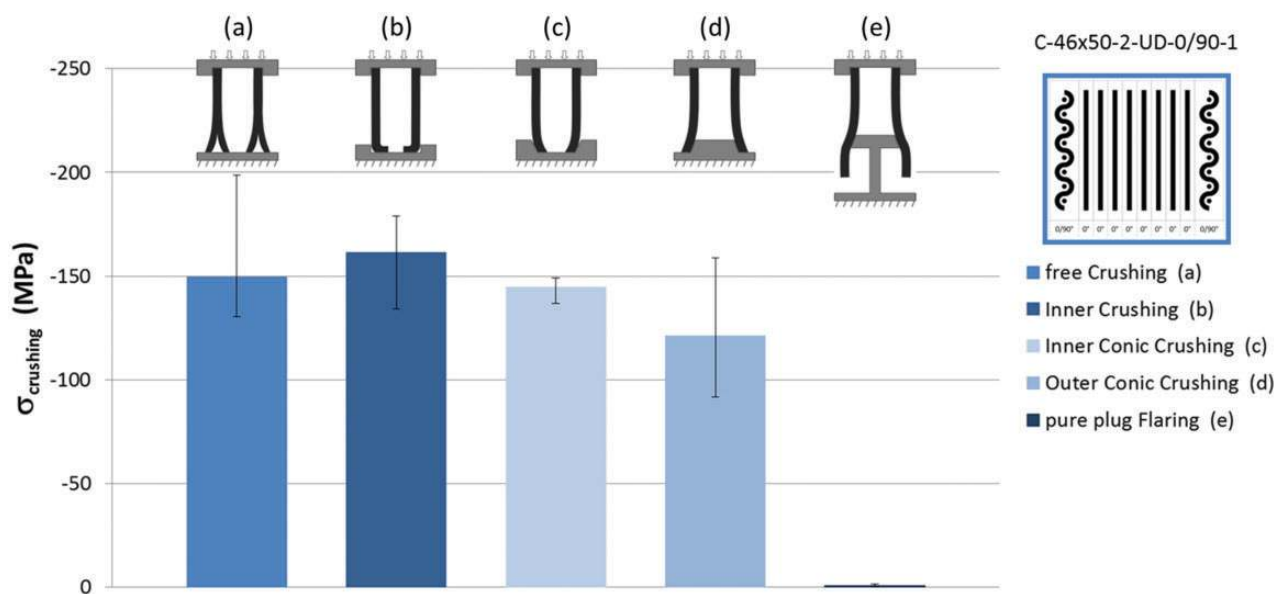 (a) (b) (c) (d) (e)
C-46x50-2-UD-0/90-1
-250
-200
-150
-100
-50
0
σcrushing (MPa)
0/90° 0° 0° 0° 0° 0° 0° 0° 0° 0/90°
free Crushing (a)
Inner Crushing (b)
Inner Conic Crushing (c)
Outer Conic Crushing (d)
pure plug Flaring (e)